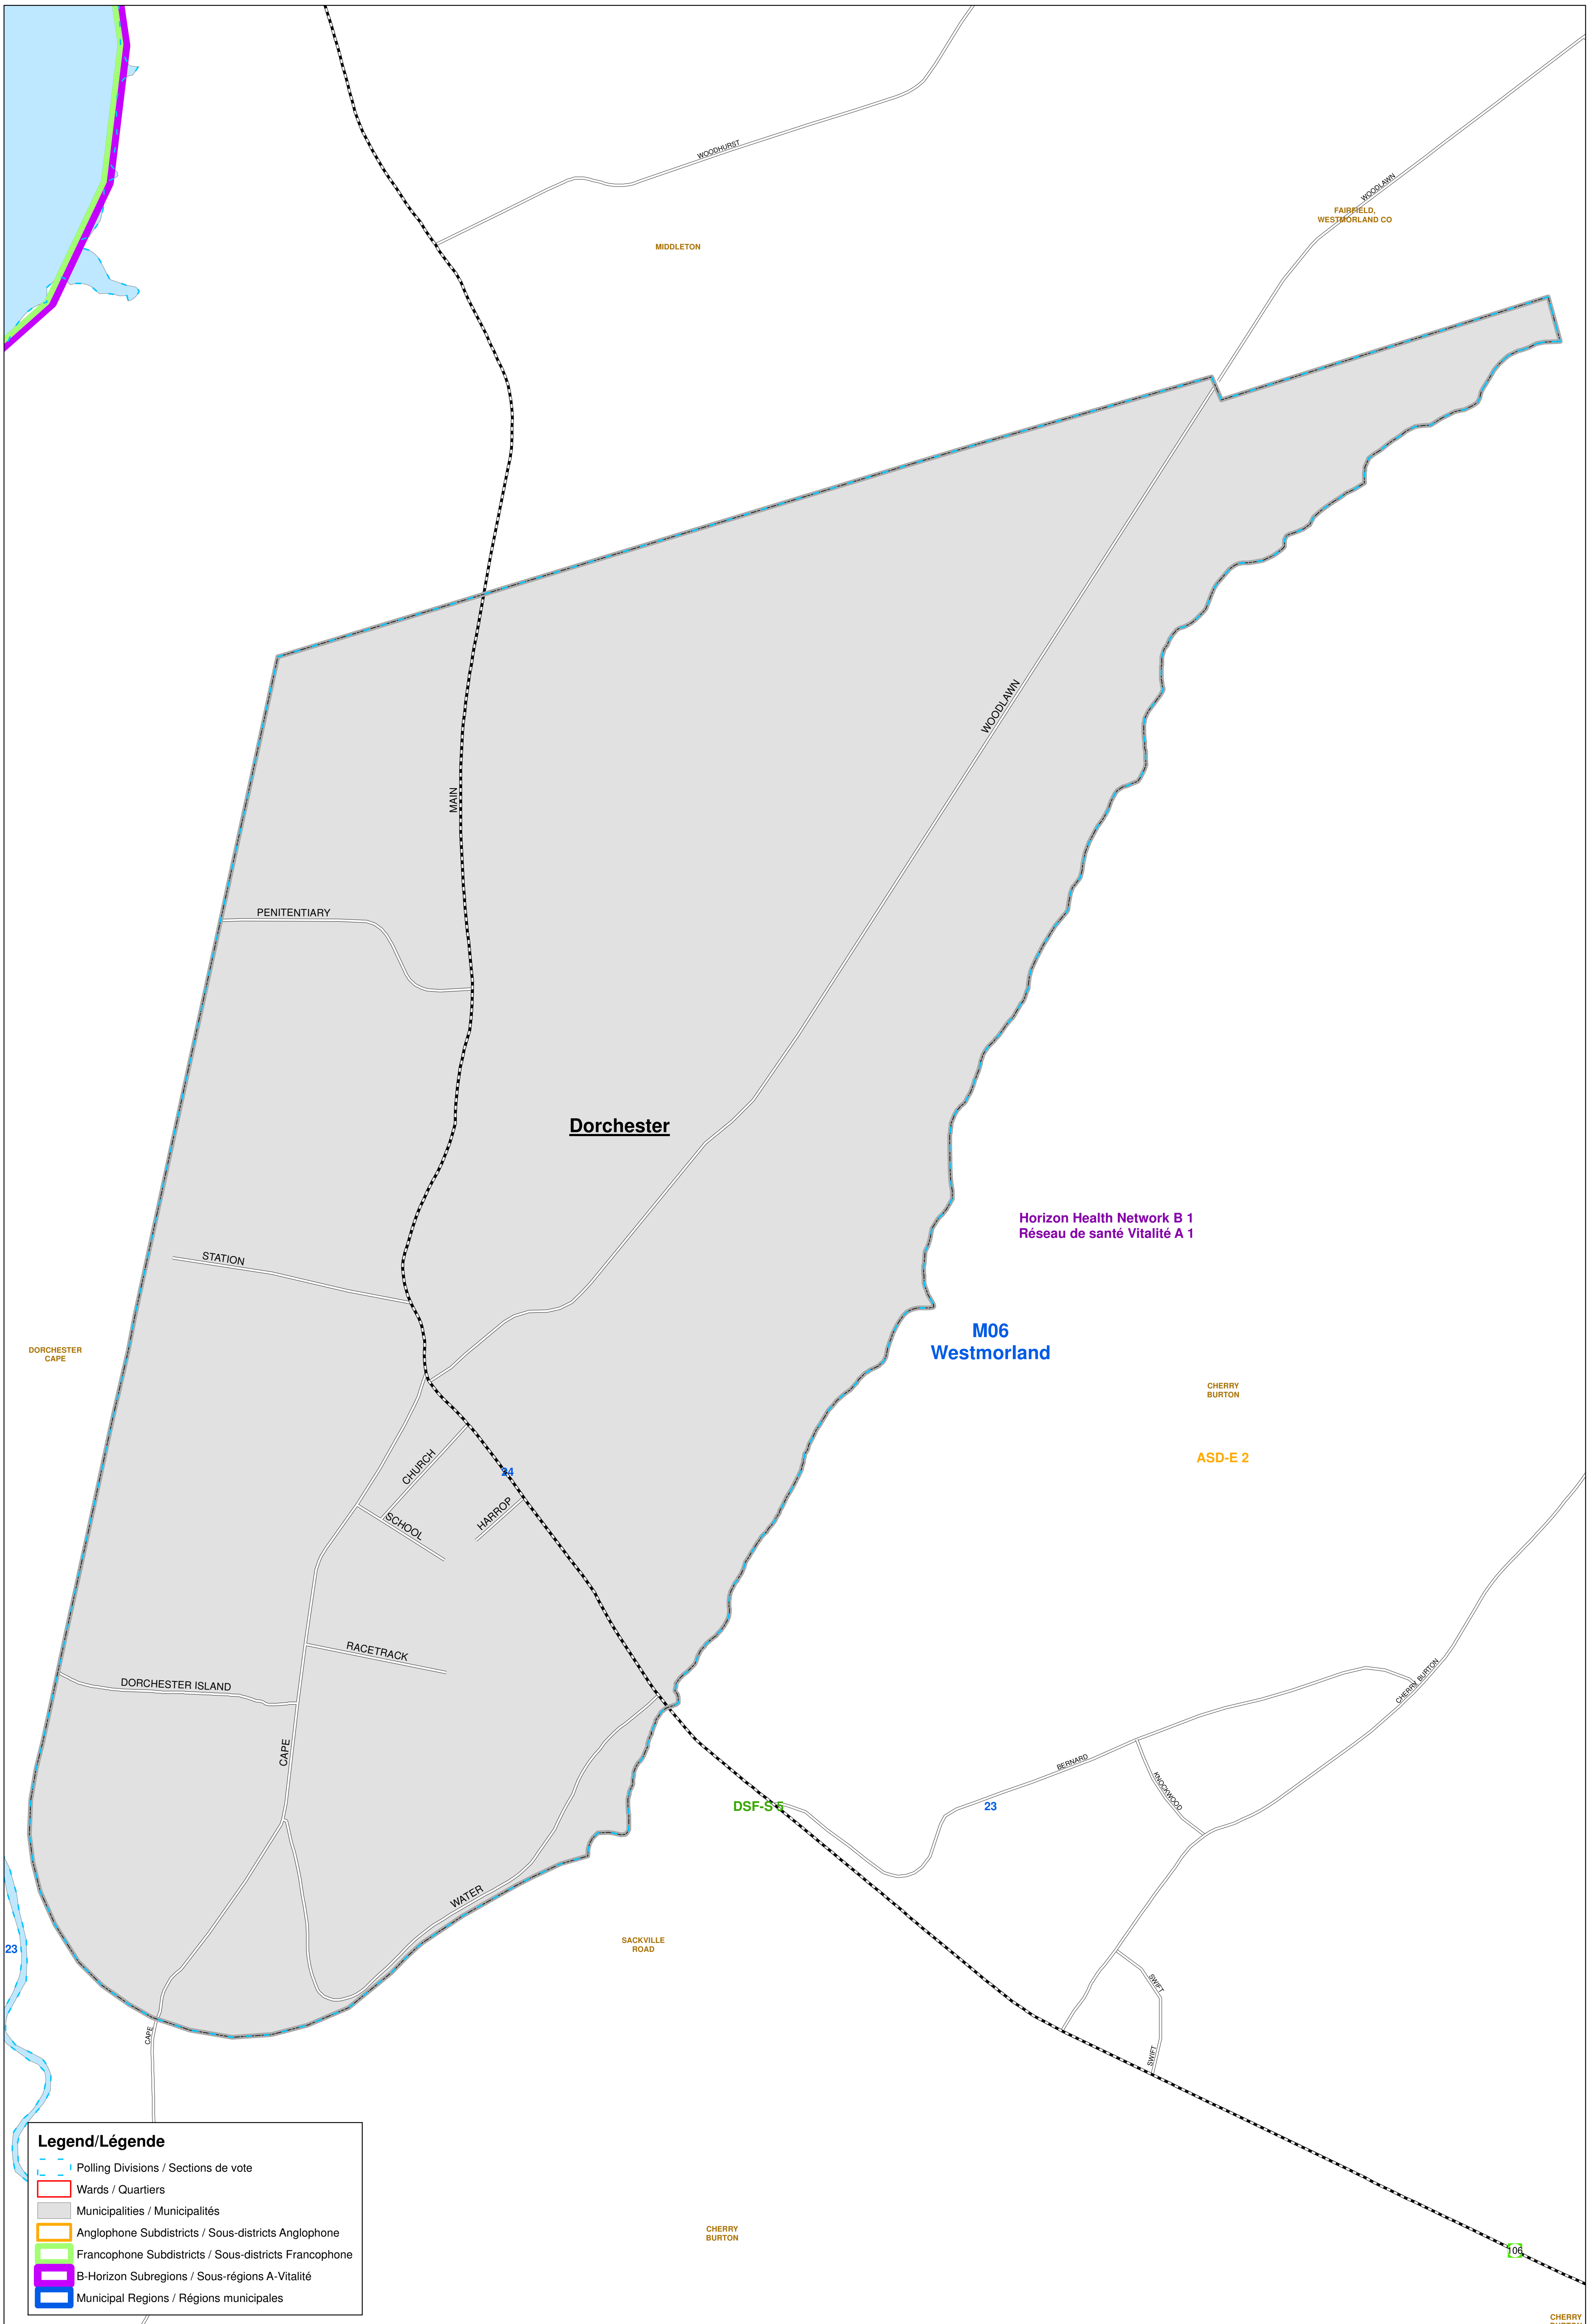 WOODHURST
WOODLAWN
FAIRFIELD,
WESTMORLAND CO
MIDDLETON
WOODLAWN
MAIN
PENITENTIARY
Dorchester
Horizon Health Network B 1
Réseau de santé Vitalité A 1
STATION
M06
Westmorland
DORCHESTER
CAPE
CHERRY
BURTON
ASD-E 2
CHURCH
24
HARROP
SCHOOL
RACETRACK
DORCHESTER ISLAND
CAPE
CHERRY BURTON
BERNARD
KNOCKWOOD
DSF-S 5
23
WATER
SACKVILLE
ROAD
23
SWIFT
CAPE
SWIFT
Legend/Légende
Polling Divisions / Sections de vote
Wards / Quartiers
Municipalities / Municipalités
Anglophone Subdistricts / Sous-districts Anglophone
Francophone Subdistricts / Sous-districts Francophone
B-Horizon Subregions / Sous-régions A-Vitalité
Municipal Regions / Régions municipales
CHERRY
BURTON
106
CHERRY